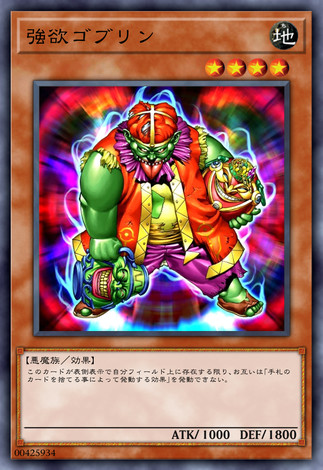 強欲ゴブリン
地
【悪魔族／効果】
このカードが表側表示で自分フィールド上に存在する限り、お互いは「手札の
カードを捨てる事によって発動する効果」を発動できない。
ATK/1000 DEF/1800
00425934